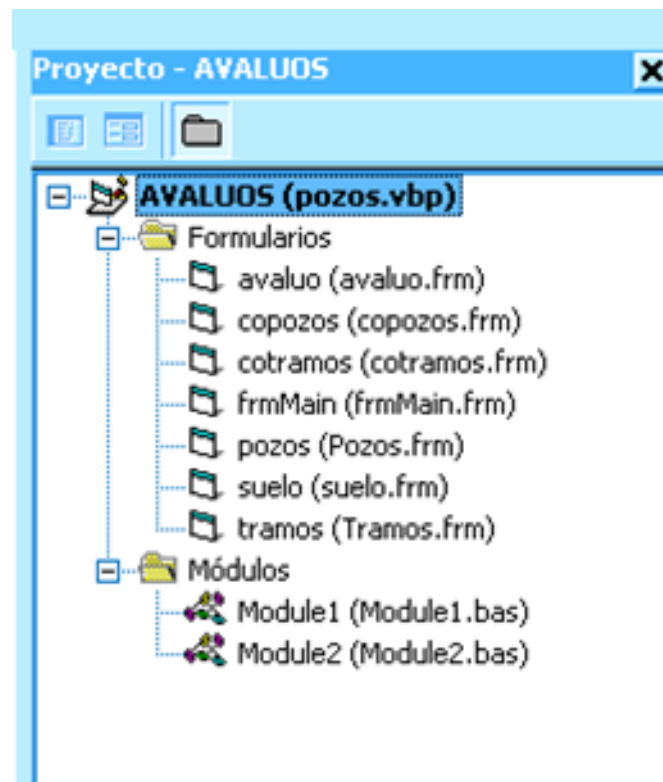 Proyecto - AVALUOS
AVALUOS (pozos.vbp)
Formularios
avaluo (avaluo.frm)
copozos (copozos.frm)
cotramos (cotramos.frm)
frmMain (frmMain.frm)
pozos (Pozos.frm)
suelo (suelo.frm)
tramos (Tramos.frm)
Módulos
Module1 (Module1.bas)
Module2 (Module2.bas)